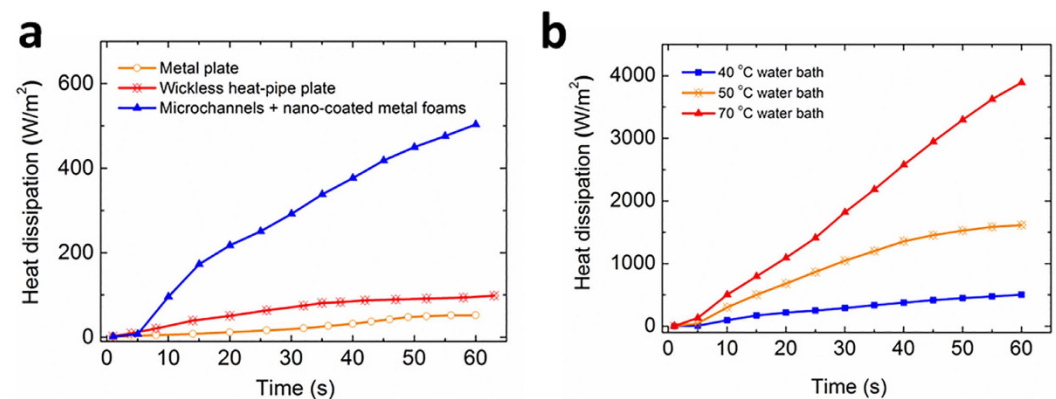 a
600
400
200
0
Heat dissipation (W/m²)
Metal plate
Wickless heat-pipe plate
Microchannels + nano-coated metal foams
0 10 20 30 40 50 60
Time (s)
b
4000
3000
2000
1000
0
Heat dissipation (W/m²)
40 °C water bath
50 °C water bath
70 °C water bath
0 10 20 30 40 50 60
Time (s)